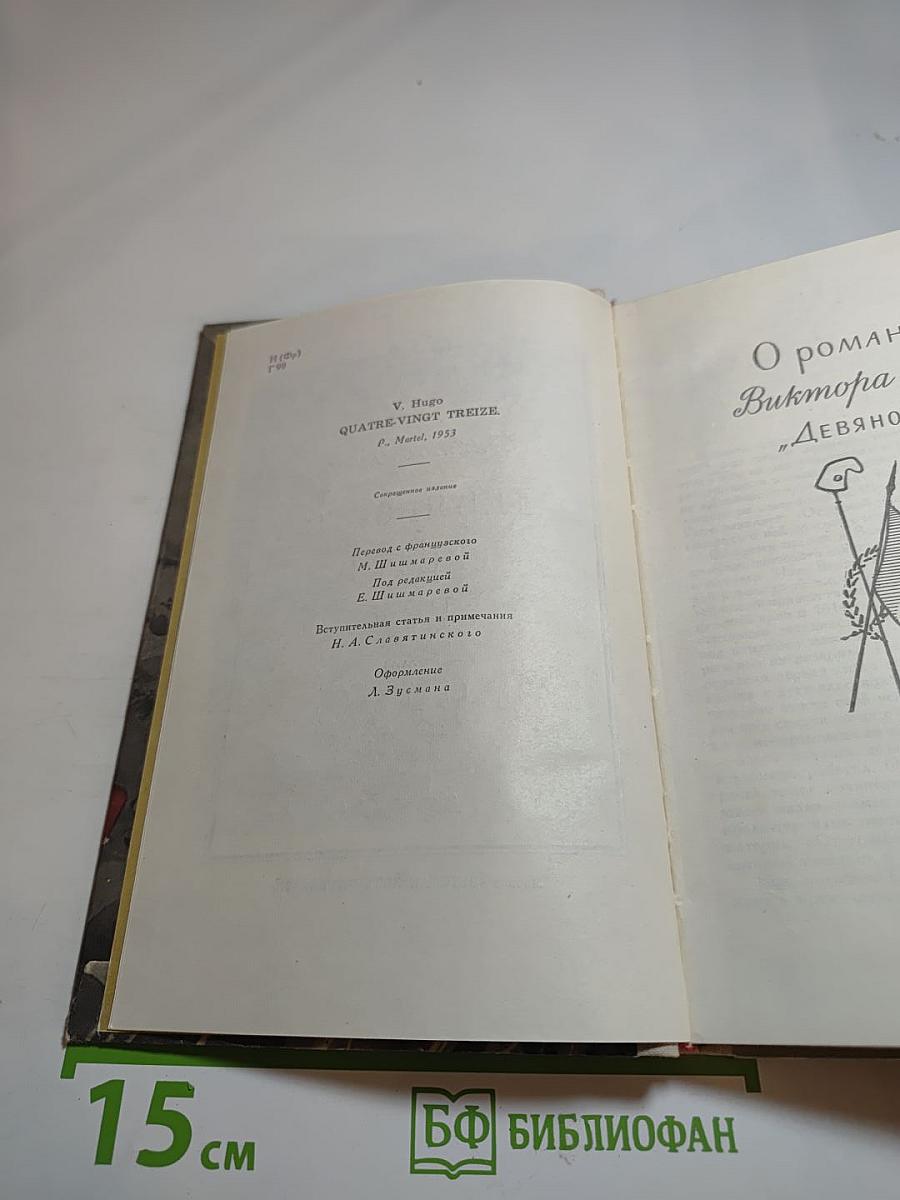 И (Фр)
Г 99
V. Hugo
QUATRE-VINGT TREIZE.
P., Martel, 1953
Сокращенное издание
Перевод с французского
М. Шишмаревой
Под редакцией
Е. Шишмаревой
Вступительная статья и примечания
Н. А. Славятинского
Оформление
Л. Зусмана
О роман
Виктора
„Девяно
15 см
БФ БИБЛИОФАН